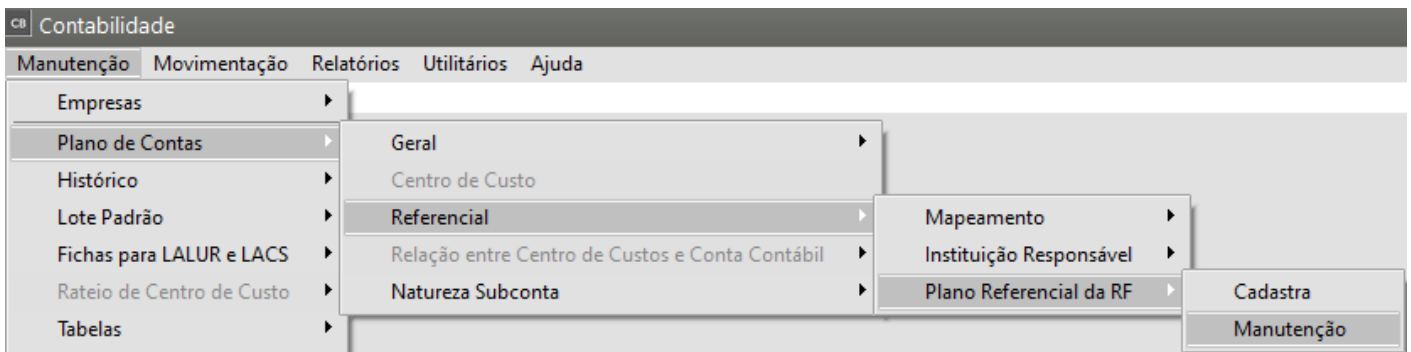 CB Contabilidade
Manutenção Movimentação Relatórios Utilitários Ajuda
Empresas
Plano de Contas Geral
Histórico Centro de Custo
Lote Padrão Referencial Mapeamento
Fichas para LALUR e LACS Relação entre Centro de Custos e Conta Contábil Instituição Responsável
Rateio de Centro de Custo Natureza Subconta Plano Referencial da RF Cadastra
Tabelas Manutenção